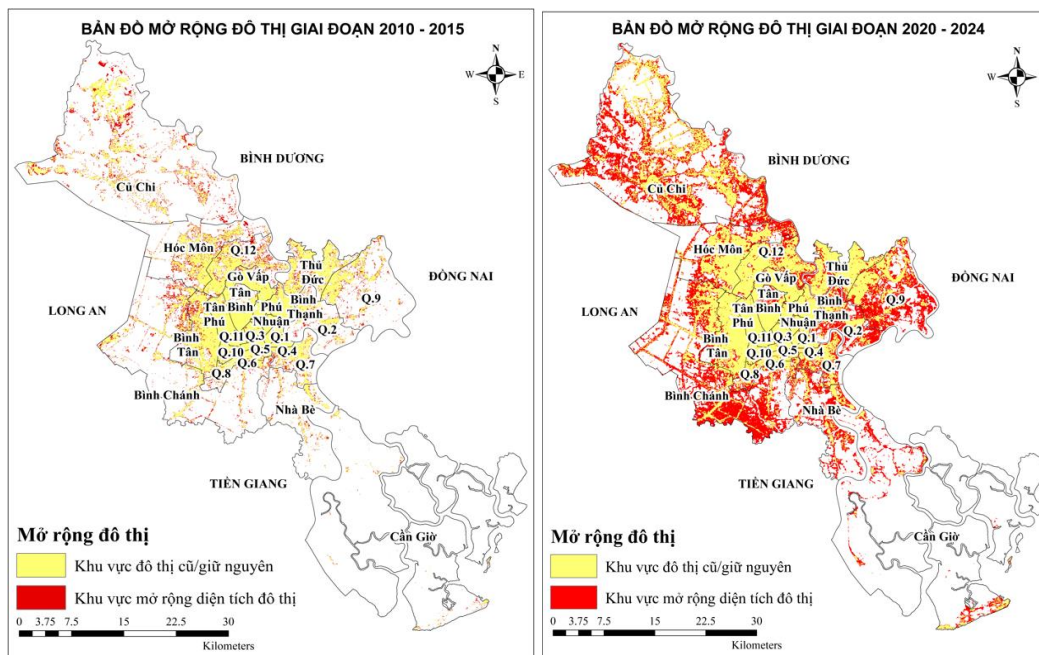 BẢN ĐỒ MỞ RỘNG ĐÔ THỊ GIAI ĐOẠN 2010 - 2015
N
W
E
S
BÌNH DƯƠNG
Củ Chi
Hóc Môn
Q.12
Thủ
Đức
Gò Vấp
ĐỒNG NAI
Q.9
LONG AN
Tân
Bình
Tân
Phú
Phú
Nhuận
Bình
Thạnh
Q.2
Bình
Tân
Q.11
Q.3
Q.1
Q.10
Q.5
Q.4
Q.6
Q.7
Q.8
Bình Chánh
Nhà Bè
TIỀN GIANG
Cần Giờ
Mở rộng đô thị
Khu vực đô thị cũ/giữ nguyên
Khu vực mở rộng diện tích đô thị
0 3.75 7.5 15 22.5 30
Kilometers
BẢN ĐỒ MỞ RỘNG ĐÔ THỊ GIAI ĐOẠN 2020 - 2024
N
W
E
S
BÌNH DƯƠNG
Củ Chi
Hóc Môn
Q.12
Thủ
Đức
Gò Vấp
ĐỒNG NAI
Q.9
LONG AN
Tân
Bình
Tân
Phú
Phú
Nhuận
Bình
Thạnh
Q.2
Bình
Tân
Q.11
Q.3
Q.1
Q.10
Q.5
Q.4
Q.6
Q.7
Q.8
Bình Chánh
Nhà Bè
TIỀN GIANG
Cần Giờ
Mở rộng đô thị
Khu vực đô thị cũ/giữ nguyên
Khu vực mở rộng diện tích đô thị
0 3.75 7.5 15 22.5 30
Kilometers